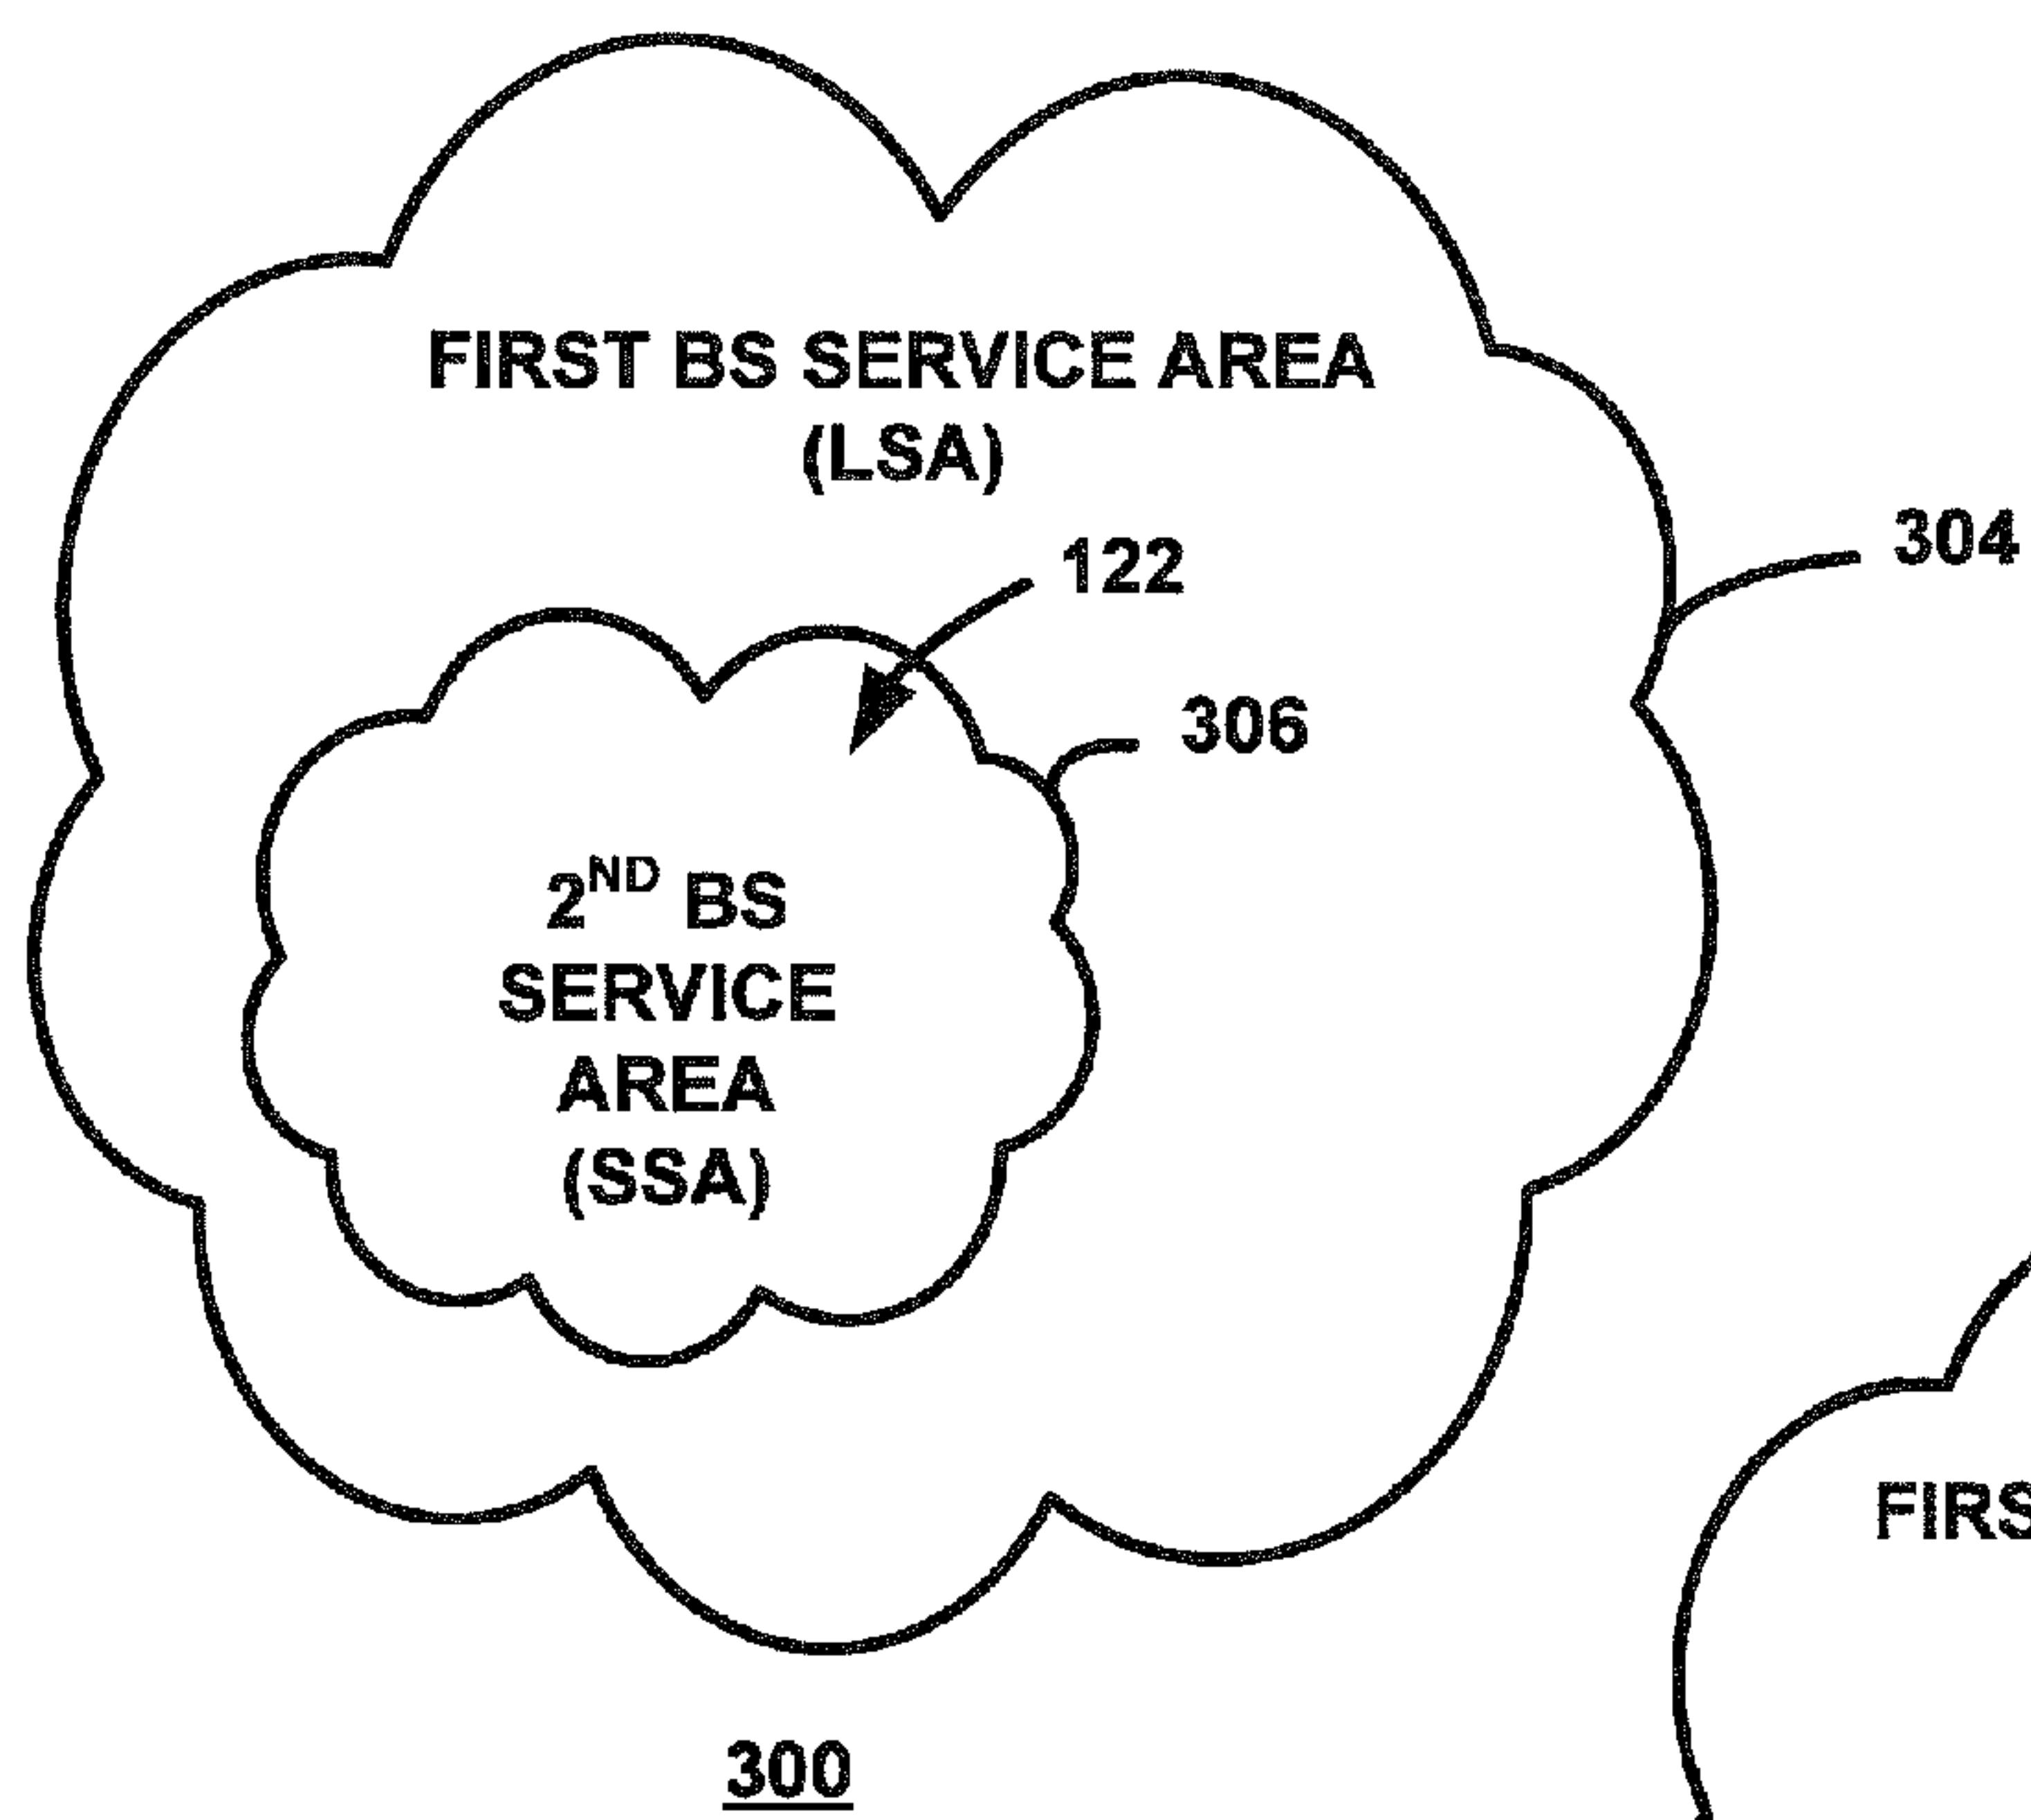 FIRST BS SERVICE AREA
(LSA)
122
304
306
2ND BS
SERVICE
AREA
(SSA)
FIRS
300